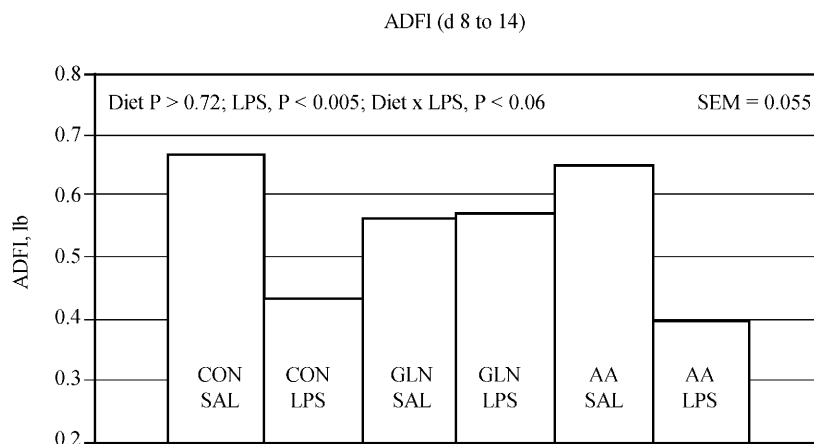 ADFI (d 8 to 14)
0.8
Diet P > 0.72; LPS, P < 0.005; Diet x LPS, P < 0.06
SEM = 0.055
0.7
0.6
0.5
0.4
0.3
0.2
ADFI, lb
CON
SAL
CON
LPS
GLN
SAL
GLN
LPS
AA
SAL
AA
LPS